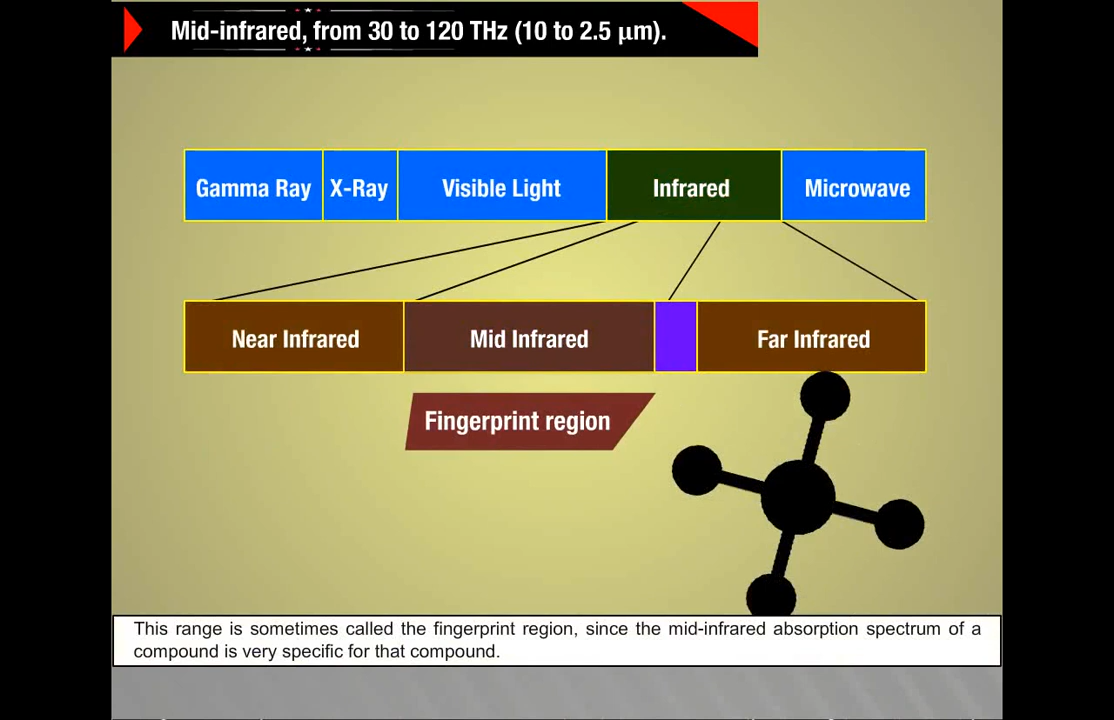 Mid-infrared, from 30 to 120 THz (10 to 2.5 μm).
Gamma Ray X-Ray Visible Light Infrared Microwave
Near Infrared Mid Infrared Far Infrared
Fingerprint region
This range is sometimes called the fingerprint region, since the mid-infrared absorption spectrum of a
compound is very specific for that compound.